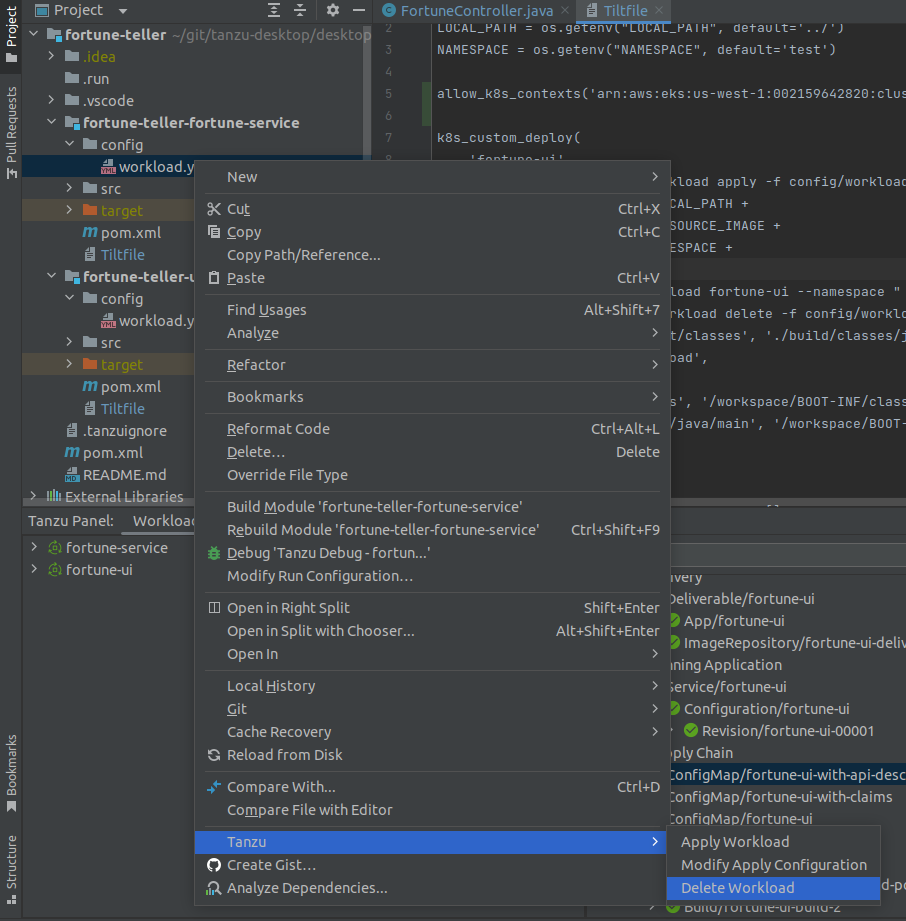 Project
Pull Requests
Bookmarks
Structure
Project
fortune-teller ~/git/tanzu-desktop/desktop
.idea
.run
.vscode
fortune-teller-fortune-service
config
workload.y
src
target
pom.xml
Tiltfile
fortune-teller-u
config
workload.y
src
target
pom.xml
Tiltfile
.tanzuignore
pom.xml
README.md
External Libraries
Tanzu Panel:
Workload
fortune-service
fortune-ui
FortuneController.java
Tiltfile
2 LOCAL_PATH = os.getenv("LOCAL_PATH", default='../')
3 NAMESPACE = os.getenv("NAMESPACE", default='test')
4
5 allow_k8s_contexts('arn:aws:eks:us-west-1:002159642820:clus
6
7 k8s_custom_deploy(
8 'fortune-ui'
kload apply -f config/workload
CAL_PATH +
SOURCE_IMAGE +
ESPACE +
load fortune-ui --namespace "
rkload delete -f config/worklo
t/classes', './build/classes/j
oad',
s', '/workspace/BOOT-INF/class
/java/main', '/workspace/BOOT-
New
Cut Ctrl+X
Copy Ctrl+C
Copy Path/Reference...
Paste Ctrl+V
Find Usages Alt+Shift+7
Analyze
Refactor
Bookmarks
Reformat Code Ctrl+Alt+L
Delete... Delete
Override File Type
Build Module 'fortune-teller-fortune-service'
Rebuild Module 'fortune-teller-fortune-service' Ctrl+Shift+F9
Debug 'Tanzu Debug - fortun...'
Modify Run Configuration...
Open in Right Split Shift+Enter
Open in Split with Chooser... Alt+Shift+Enter
Open In
Local History
Git
Cache Recovery
Reload from Disk
Compare With... Ctrl+D
Compare File with Editor
Tanzu
Create Gist...
Analyze Dependencies...
Apply Workload
Modify Apply Configuration
Delete Workload
ivery
Deliverable/fortune-ui
App/fortune-ui
ImageRepository/fortune-ui-deliv
ning Application
Service/fortune-ui
Configuration/fortune-ui
Revision/fortune-ui-00001
pply Chain
ConfigMap/fortune-ui-with-api-desc
ConfigMap/fortune-ui-with-claims
ConfigMap/fortune-ui
d-po
Build/fortune-ui-build-2